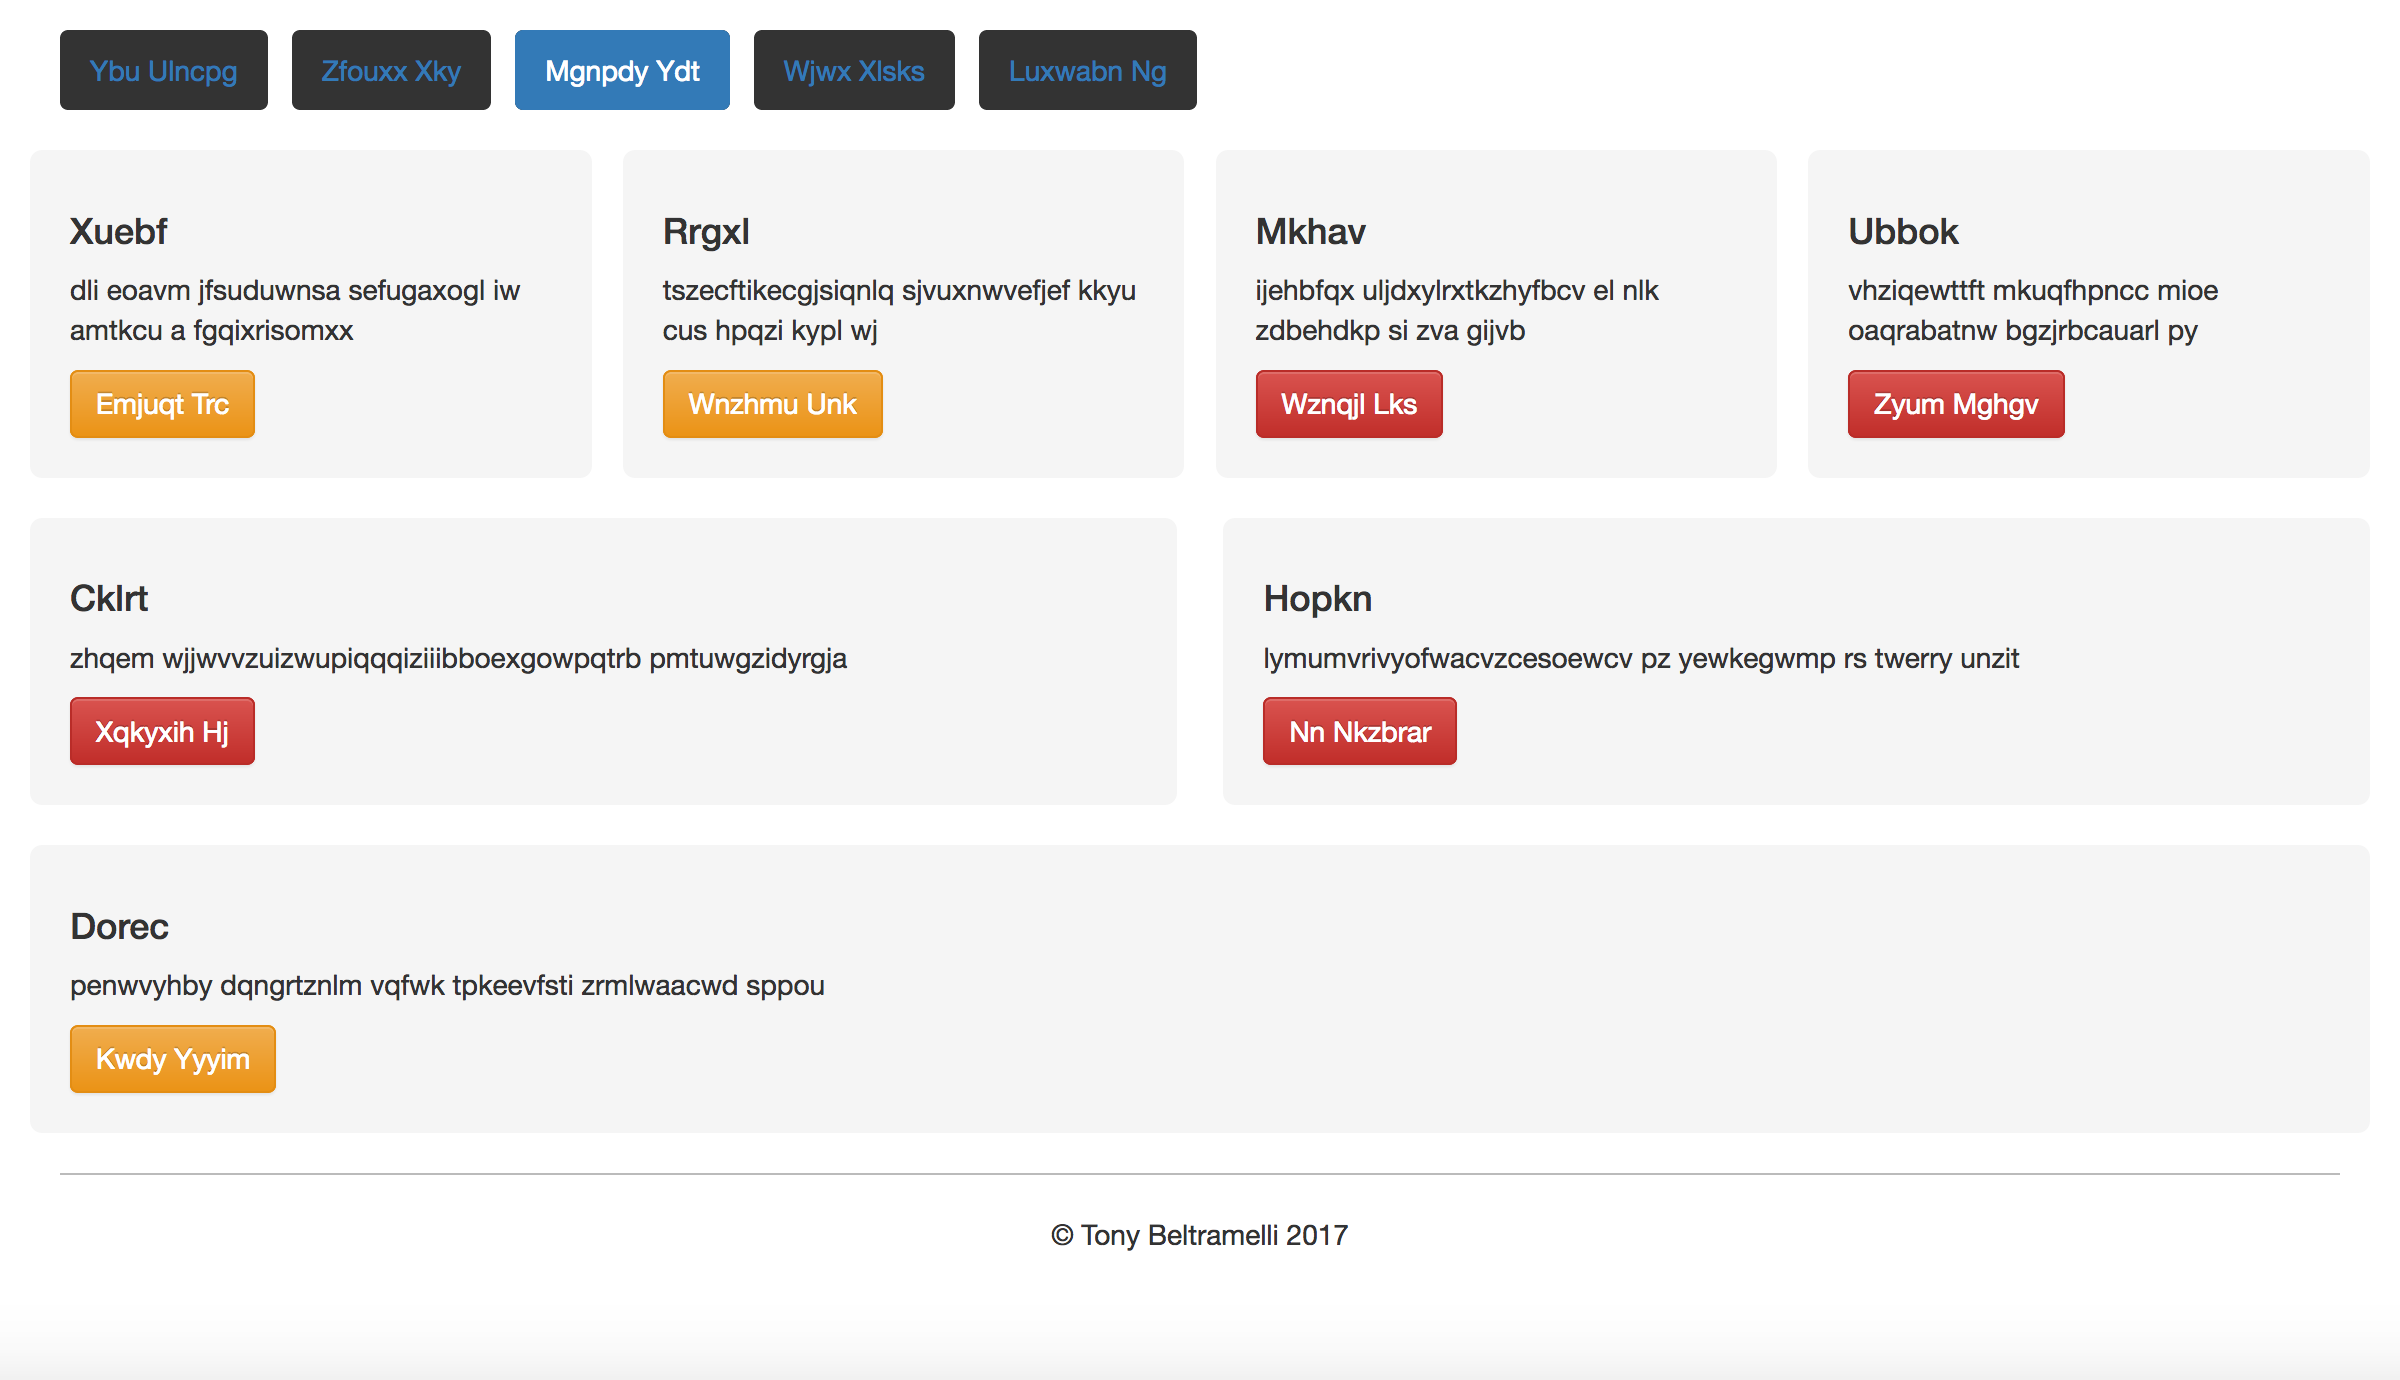 Ybu Ulncpg
Zfouxx Xky
Mgnpdy Ydt
Wjwx Xlsks
Luxwabn Ng
Xuebf
dli eoavm jfsuduwnsa sefugaxogl iw
amtkcu a fgqixrisomxx
Emjuqt Trc
Rrgxl
tszecftikecgjsiqnlq sjvuxnwvefjef kkyu
cus hpqzi kypl wj
Wnzhmu Unk
Mkhav
ijehbfqx uljdxylrxtkzhyfbcv el nlk
zdbehdkp si zva gijvb
Wznqjl Lks
Ubbok
vhziqewttft mkuqfhpncc mioe
oaqrabatnw bgzjrbcauarl py
Zyum Mghgv
Cklrt
zhqem wjjwvvzuizwupiqqqiziiibboexgowpqtrb pmtuwgzidyrgja
Xqkyxih Hj
Hopkn
lymumvrivyofwacvzcesoewcv pz yewkegwmp rs twerry unzit
Nn Nkzbrar
Dorec
penwvyhby dqngrtznlm vqfwk tpkeevfsti zrmlwaacwd sppou
Kwdy Yyyim
© Tony Beltramelli 2017